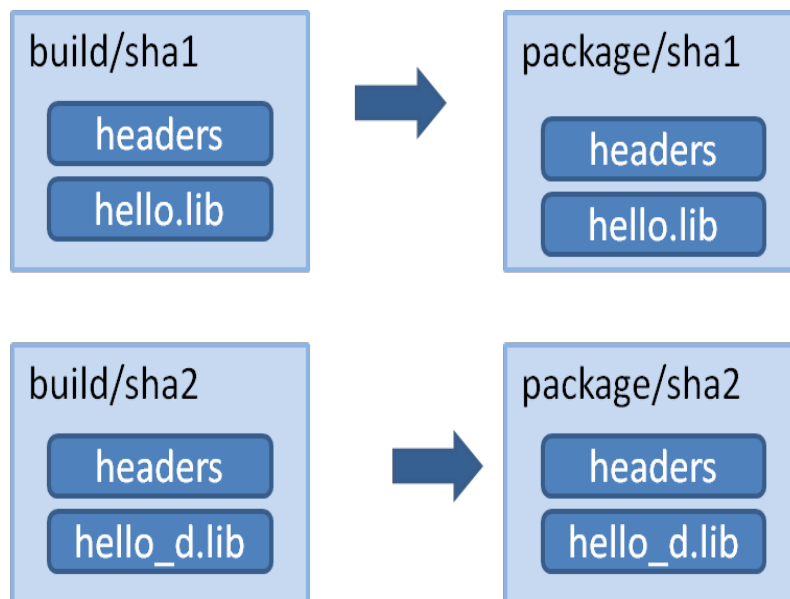 build/sha1
headers
hello.lib
package/sha1
headers
hello.lib
build/sha2
headers
hello_d.lib
package/sha2
headers
hello_d.lib